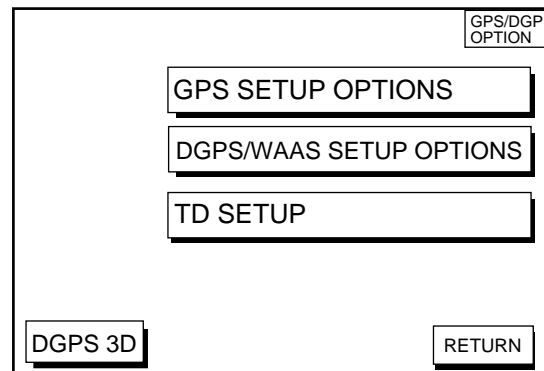 GPS/DGP
OPTION
GPS SETUP OPTIONS
DGPS/WAAS SETUP OPTIONS
TD SETUP
DGPS 3D
RETURN